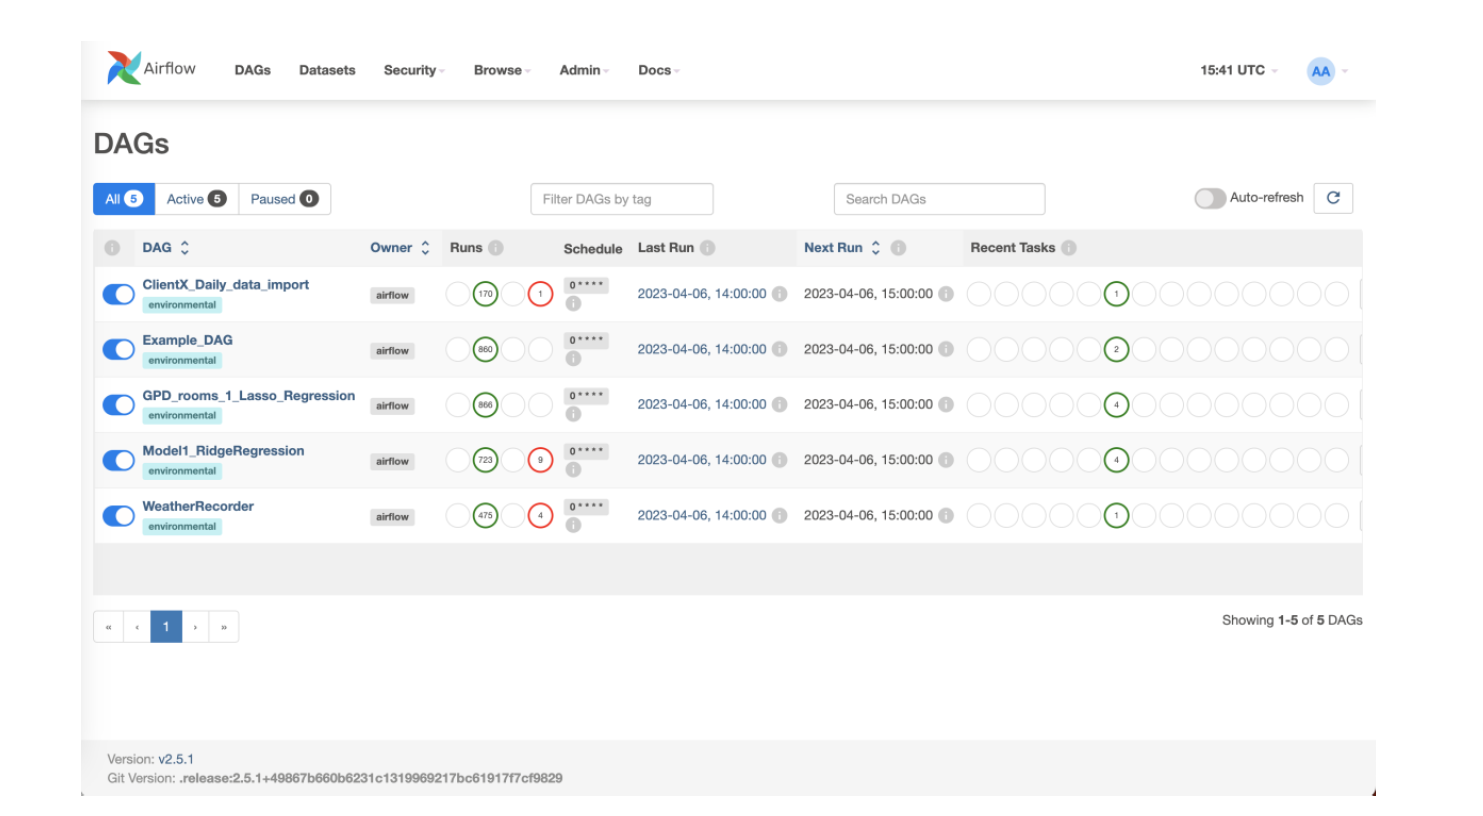 Airflow DAGs Datasets Security Browse Admin Docs 15:41 UTC AA
DAGs
All 5 Active 5 Paused 0 Filter DAGs by tag Search DAGs Auto-refresh
DAG Owner Runs Schedule Last Run Next Run Recent Tasks
ClientX_Daily_data_import
environmental
airflow 170 1 0 * * * * 2023-04-06, 14:00:00 2023-04-06, 15:00:00 1
Example_DAG
environmental
airflow 860 0 * * * * 2023-04-06, 14:00:00 2023-04-06, 15:00:00 2
GPD_rooms_1_Lasso_Regression
environmental
airflow 866 0 * * * * 2023-04-06, 14:00:00 2023-04-06, 15:00:00 4
Model1_RidgeRegression
environmental
airflow 723 9 0 * * * * 2023-04-06, 14:00:00 2023-04-06, 15:00:00 4
WeatherRecorder
environmental
airflow 475 4 0 * * * * 2023-04-06, 14:00:00 2023-04-06, 15:00:00 1
« ‹ 1 › »
Showing 1-5 of 5 DAGs
Version: v2.5.1
Git Version: .release:2.5.1+49867b660b6231c1319969217bc61917f7cf9829